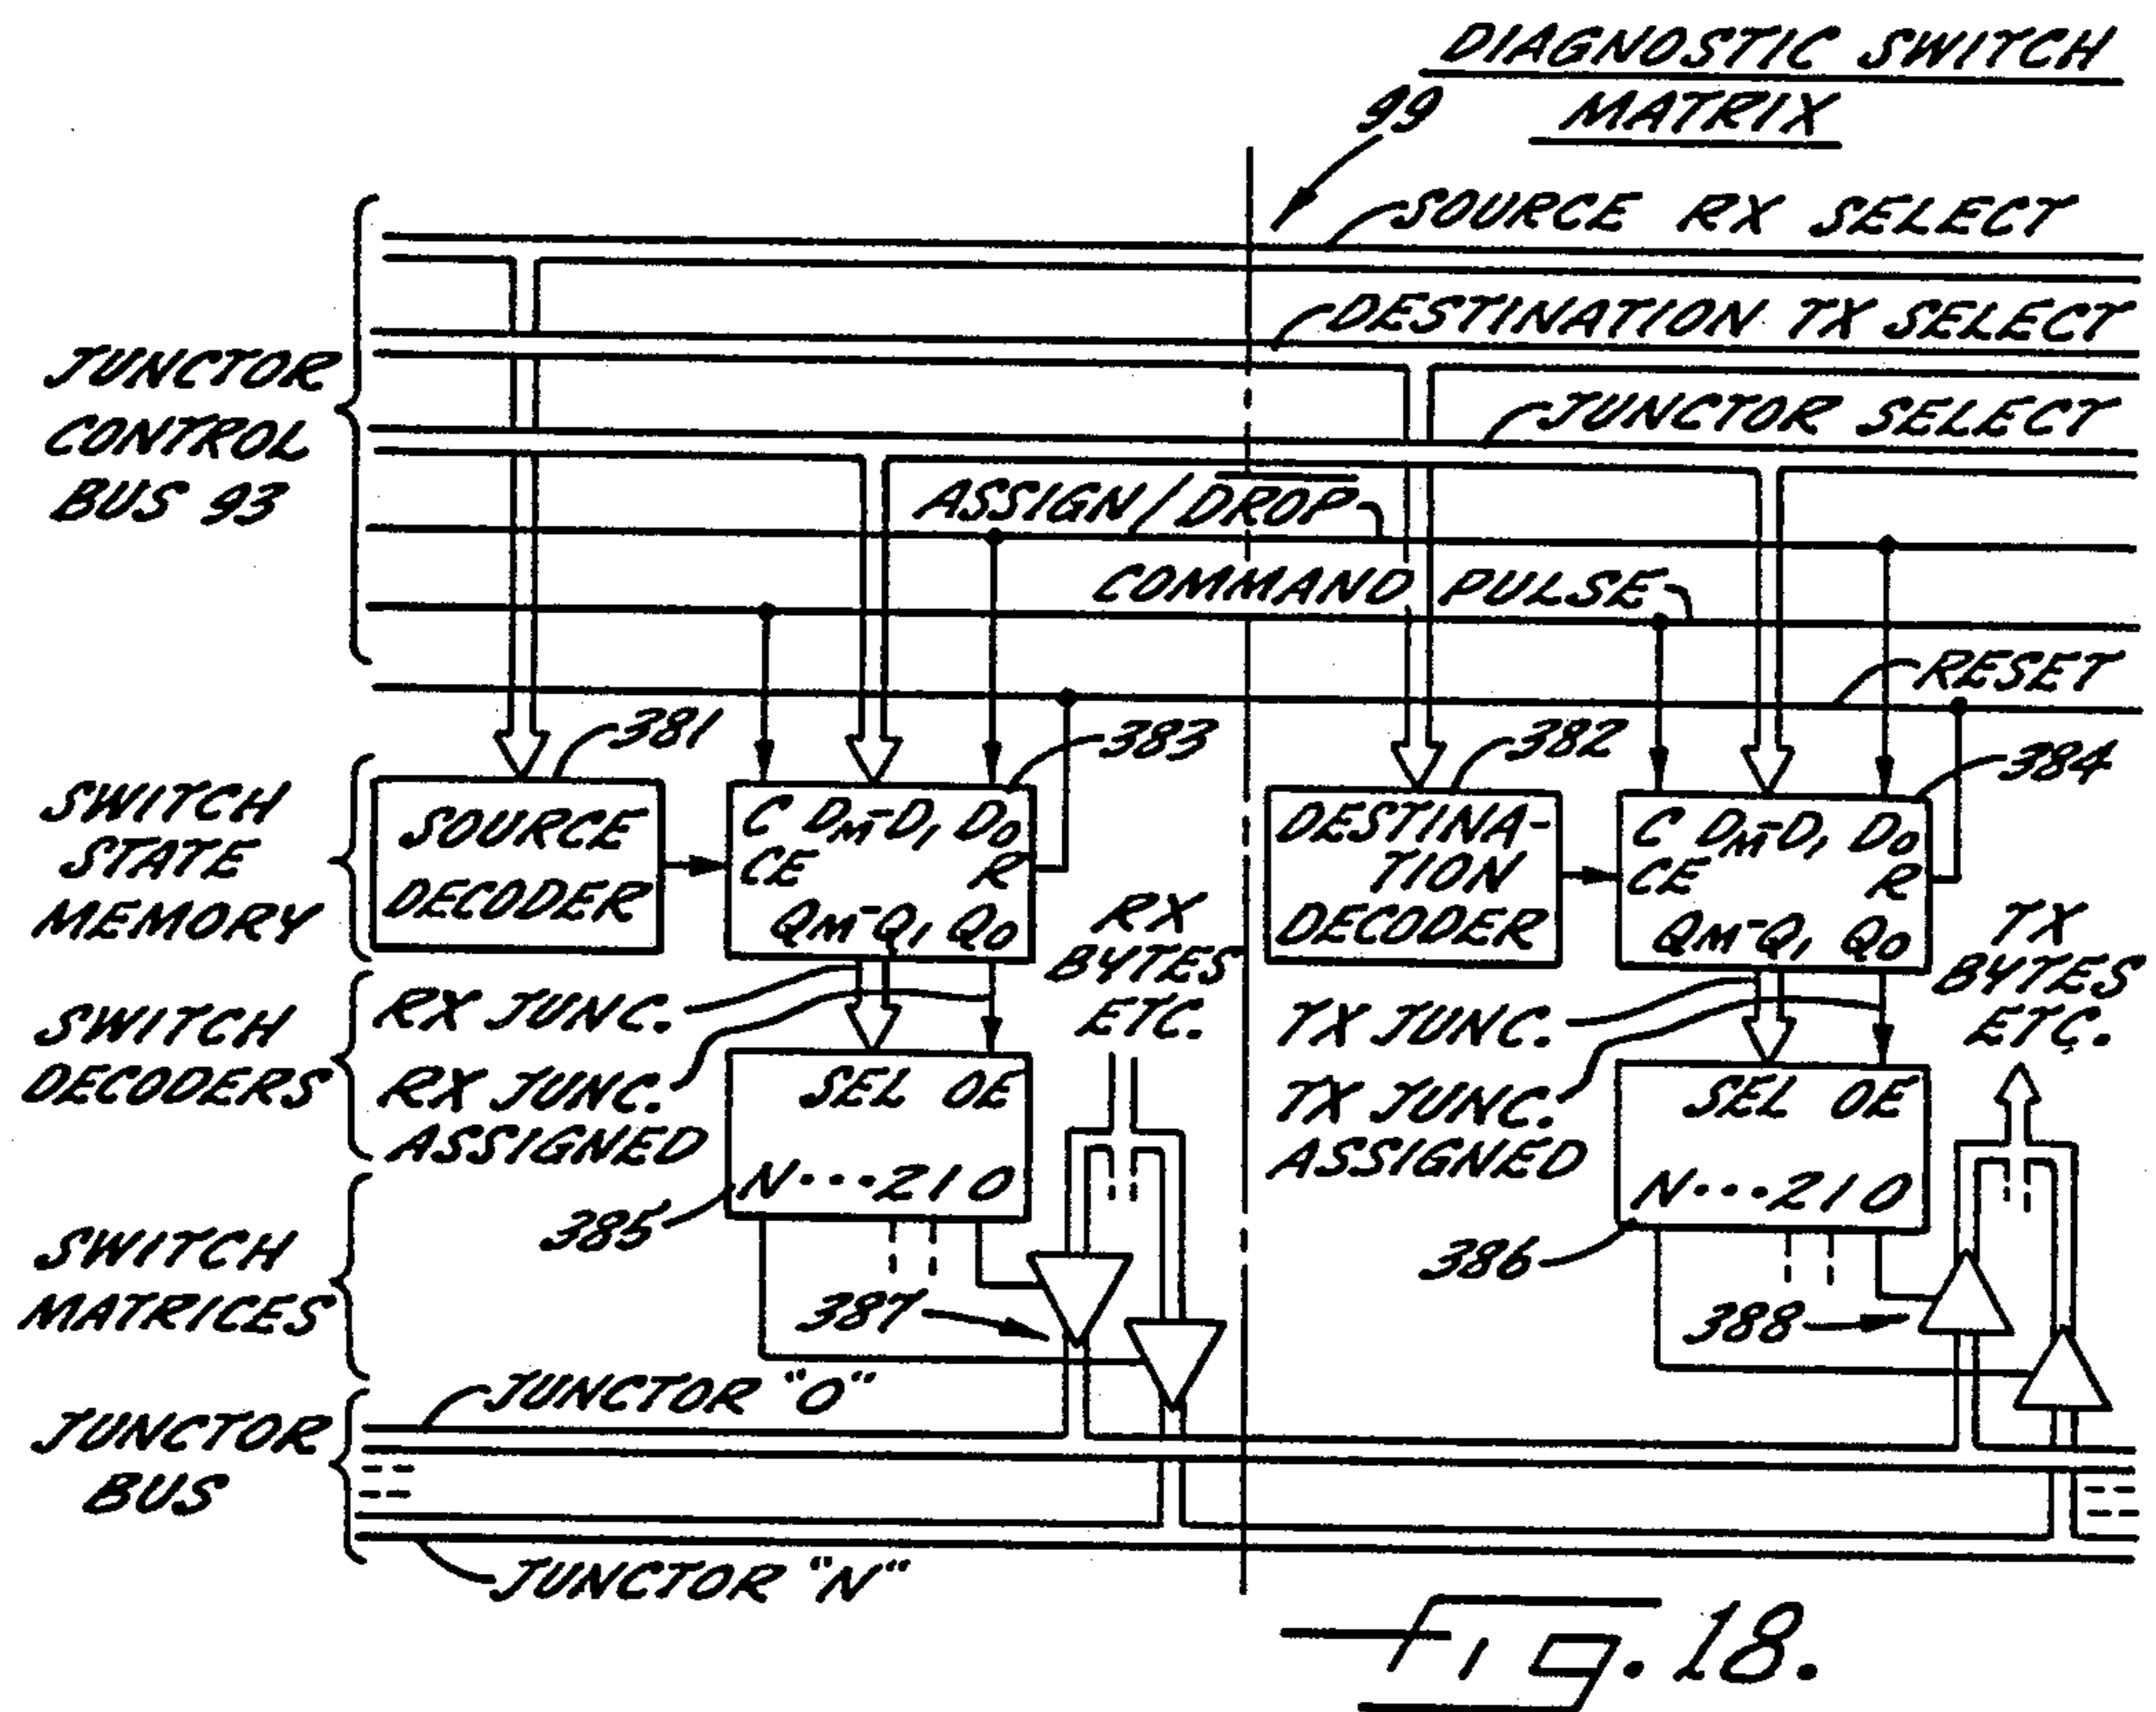 DIAGNOSTIC SWITCH
MATRIX
99
SOURCE RX SELECT
DESTINATION TX SELECT
JUNCTOR
CONTROL
BUS 93
JUNCTOR SELECT
ASSIGN/DROP
COMMAND PULSE
RESET
381
383
382
384
SWITCH
STATE
MEMORY
SOURCE
DECODER
C DM-D1 D0
CE R
QM-Q1 Q0
RX
BYTES
ETC.
DESTINA-
TION
DECODER
C DM-D1 D0
CE R
QM-Q1 Q0
TX
BYTES
ETC.
SWITCH
DECODERS
RX JUNC.
RX JUNC.
ASSIGNED
SEL OE
N...210
385
TX JUNC.
TX JUNC.
ASSIGNED
SEL OE
N...210
386
SWITCH
MATRICES
387
388
JUNCTOR
BUS
JUNCTOR "0"
JUNCTOR "N"
Fig. 18.